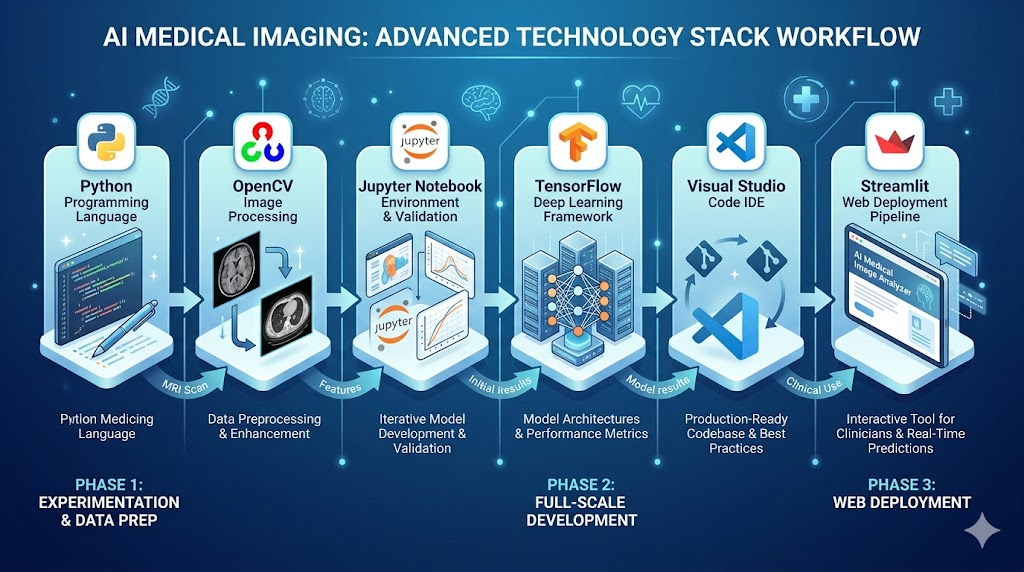 AI MEDICAL IMAGING: ADVANCED TECHNOLOGY STACK WORKFLOW
Python
Programming
Language
OpenCV
Image
Processing
jupyter
Jupyter Notebook
Environment
& Validation
TensorFlow
Deep Learning
Framework
Visual Studio
Code IDE
Streamlit
Web Deployment
Pipeline
jupyter
AI Medical
Image Analyzer
MRI Scan
Features
Initial Results
Model results
Clinical Use
Python Medicing
Language
Data Preprocessing
& Enhancement
Iterative Model
Development &
Validation
Model Architectures
& Performance Metrics
Production-Ready
Codebase & Best
Practices
Interactive Tool for
Clinicians & Real-Time
Predictions
PHASE 1:
EXPERIMENTATION
& DATA PREP
PHASE 2:
FULL-SCALE
DEVELOPMENT
PHASE 3:
WEB DEPLOYMENT